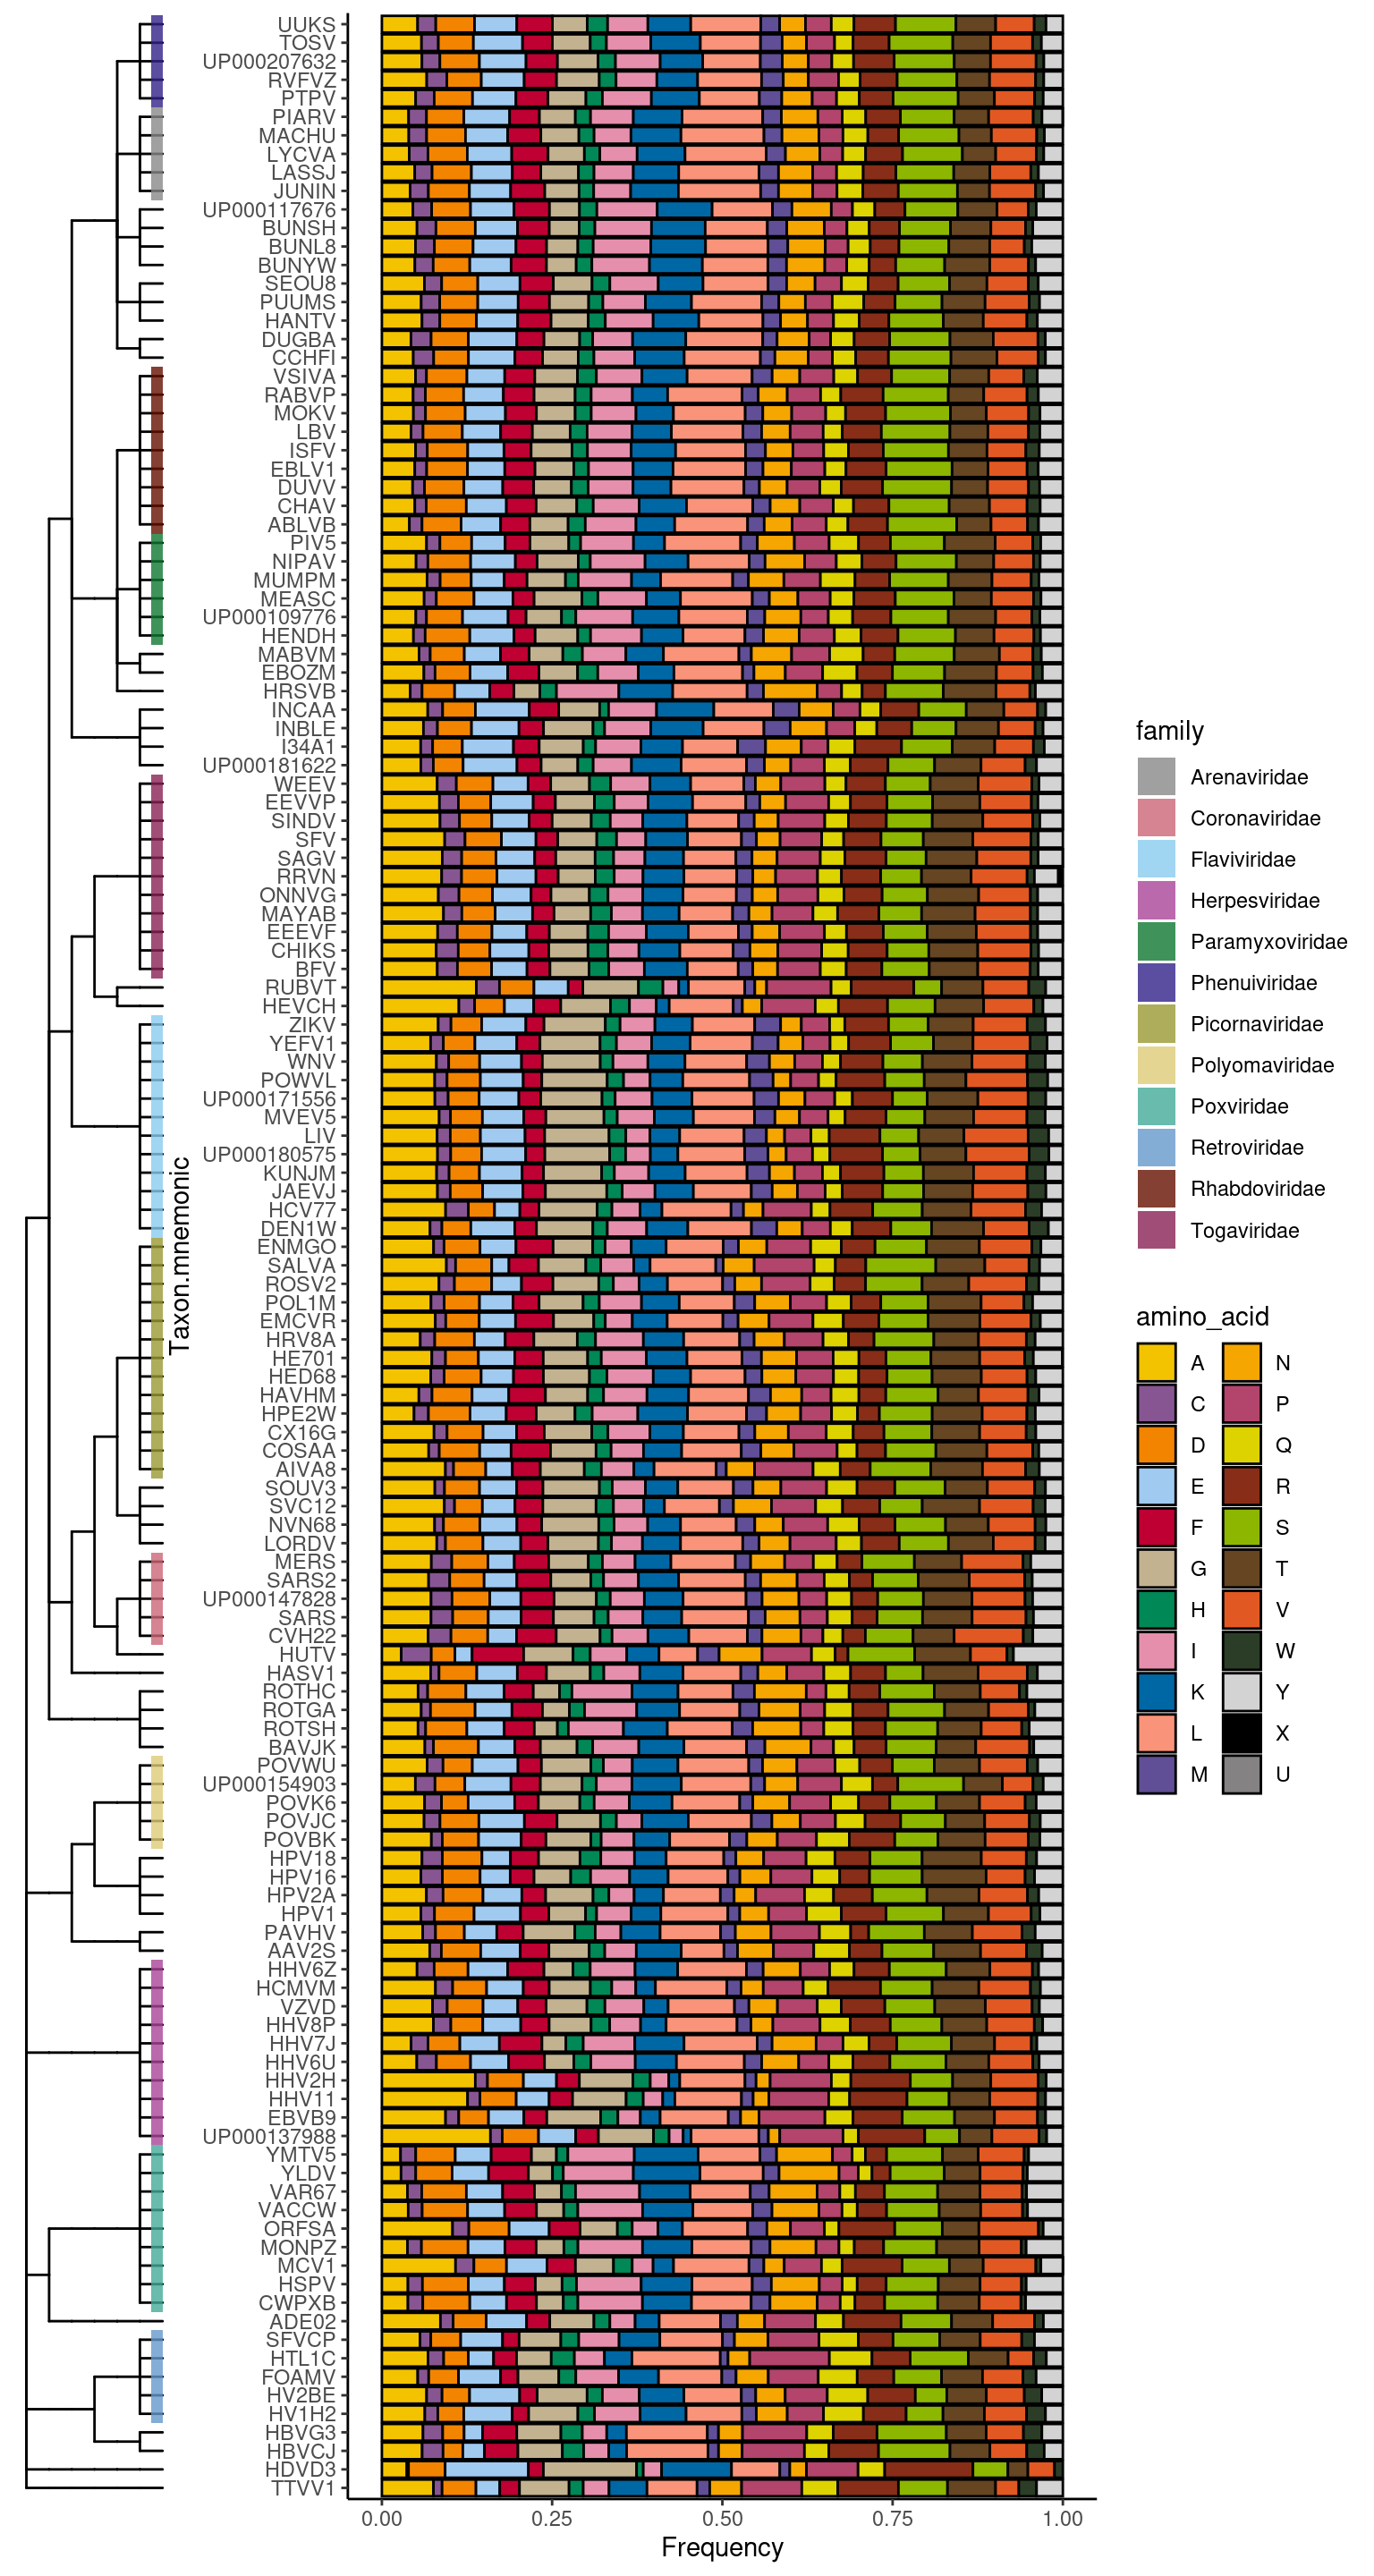 UUKS
TOSV
UP000207632
RVFVZ
PTPV
PIARV
MACHU
LYCVA
LASSJ
JUNIN
UP000117676
BUNSH
BUNL8
BUNYW
SEOU8
PUUMS
HANTV
DUGBA
CCHFI
VSIVA
RABVP
MOKV
LBV
ISFV
EBLV1
DUVV
CHAV
ABLVB
PIV5
NIPAV
MUMPM
MEASC
UP000109776
HENDH
MABVM
EBOZM
HRSVB
INCAA
INBLE
I34A1
UP000181622
WEEV
EEVVP
SINDV
SFV
SAGV
RRVN
ONNVG
MAYAB
EEEVF
CHIKS
BFV
RUBVT
HEVCH
ZIKV
YEFV1
WNV
POWVL
UP000171556
MVEV5
LIV
UP000180575
KUNJM
JAEVJ
HCV77
DEN1W
ENMGO
SALVA
ROSV2
POL1M
EMCVR
HRV8A
HE701
HED68
HAVHM
HPE2W
CX16G
COSAA
AIVA8
SOUV3
SVC12
NVN68
LORDV
MERS
SARS2
UP000147828
SARS
CVH22
HUTV
HASV1
ROTHC
ROTGA
ROTSH
BAVJK
POVWU
UP000154903
POVK6
POVJC
POVBK
HPV18
HPV16
HPV2A
HPV1
PAVHV
AAV2S
HHV6Z
HCMVM
VZVD
HHV8P
HHV7J
HHV6U
HHV2H
HHV11
EBVB9
UP000137988
YMTV5
YLDV
VAR67
VACCW
ORFSA
MONPZ
MCV1
HSPV
CWPXB
ADE02
SFVCP
HTL1C
FOAMV
HV2BE
HV1H2
HBVG3
HBVCJ
HDVD3
TTVV1
Taxon.mnemonic
0.00 0.25 0.50 0.75 1.00
Frequency
family
Arenaviridae
Coronaviridae
Flaviviridae
Herpesviridae
Paramyxoviridae
Phenuiviridae
Picornaviridae
Polyomaviridae
Poxviridae
Retroviridae
Rhabdoviridae
Togaviridae
amino_acid
A N
C P
D Q
E R
F S
G T
H V
I W
K Y
L X
M U